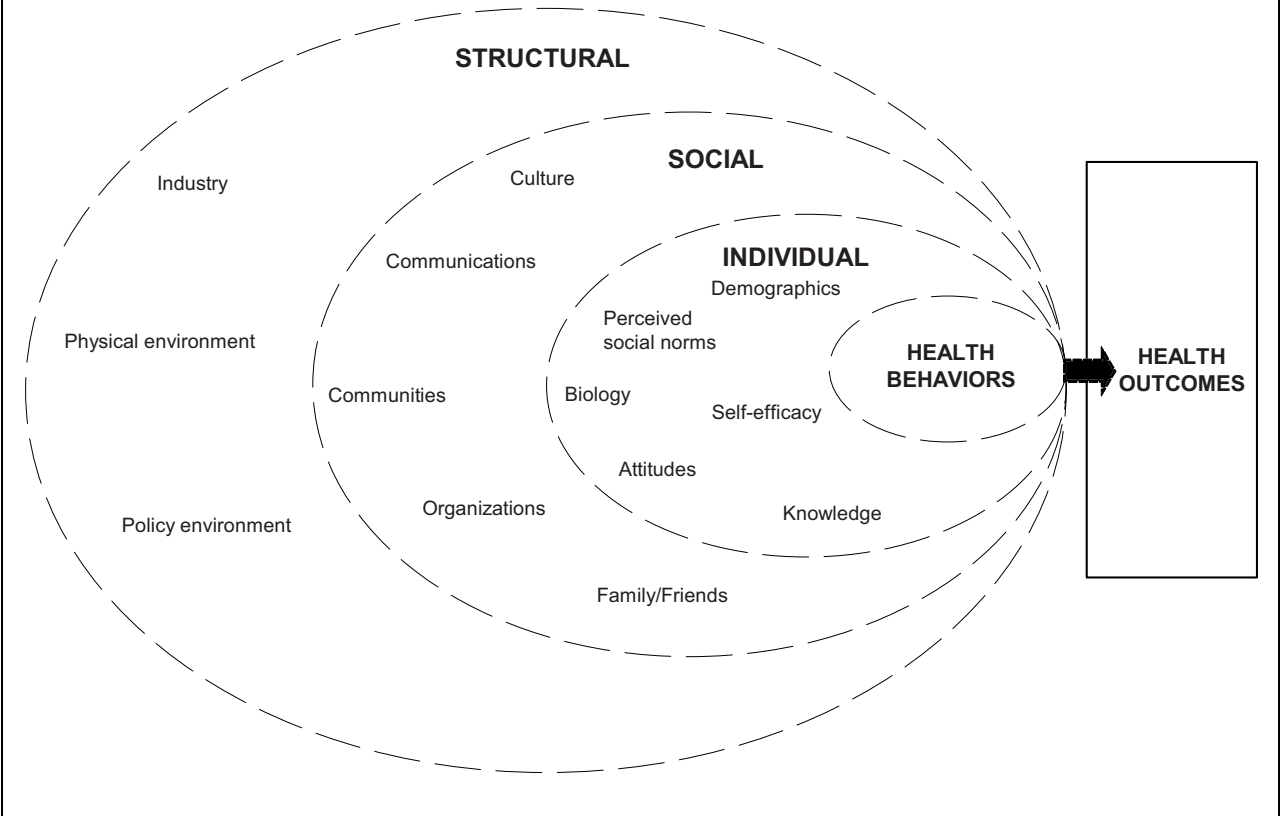 STRUCTURAL
SOCIAL
Industry
Culture
INDIVIDUAL
Communications
Demographics
Perceived
social norms
Physical environment
HEALTH
BEHAVIORS
HEALTH
OUTCOMES
Communities
Biology
Self-efficacy
Attitudes
Organizations
Knowledge
Policy environment
Family/Friends